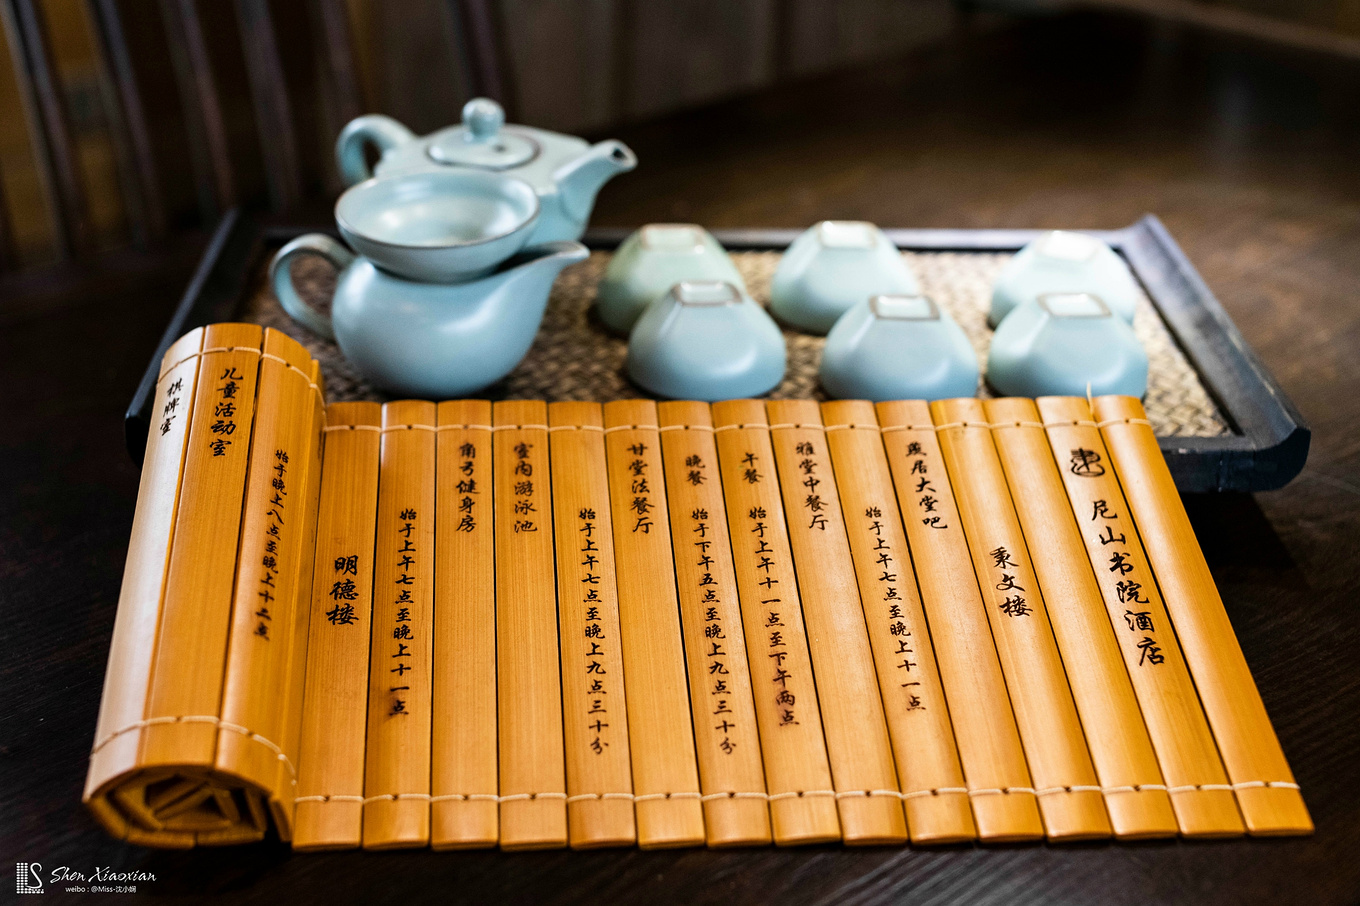 尼山书院酒店
秉文楼
燕居大堂吧
始于上午七点至晚上十一点
雅堂中餐厅
午餐 始于上午十一点至下午两点
晚餐 始于下午五点至晚上九点三十分
甘堂法餐厅
始于上午七点至晚上九点三十分
室内游泳池
角弓健身房
始于上午七点至晚上十一点
明德楼
始于晚上八点至晚上十二点
儿童活动室
棋牌室
Shen Xiaoxian
weibo : @Miss-沈小娴